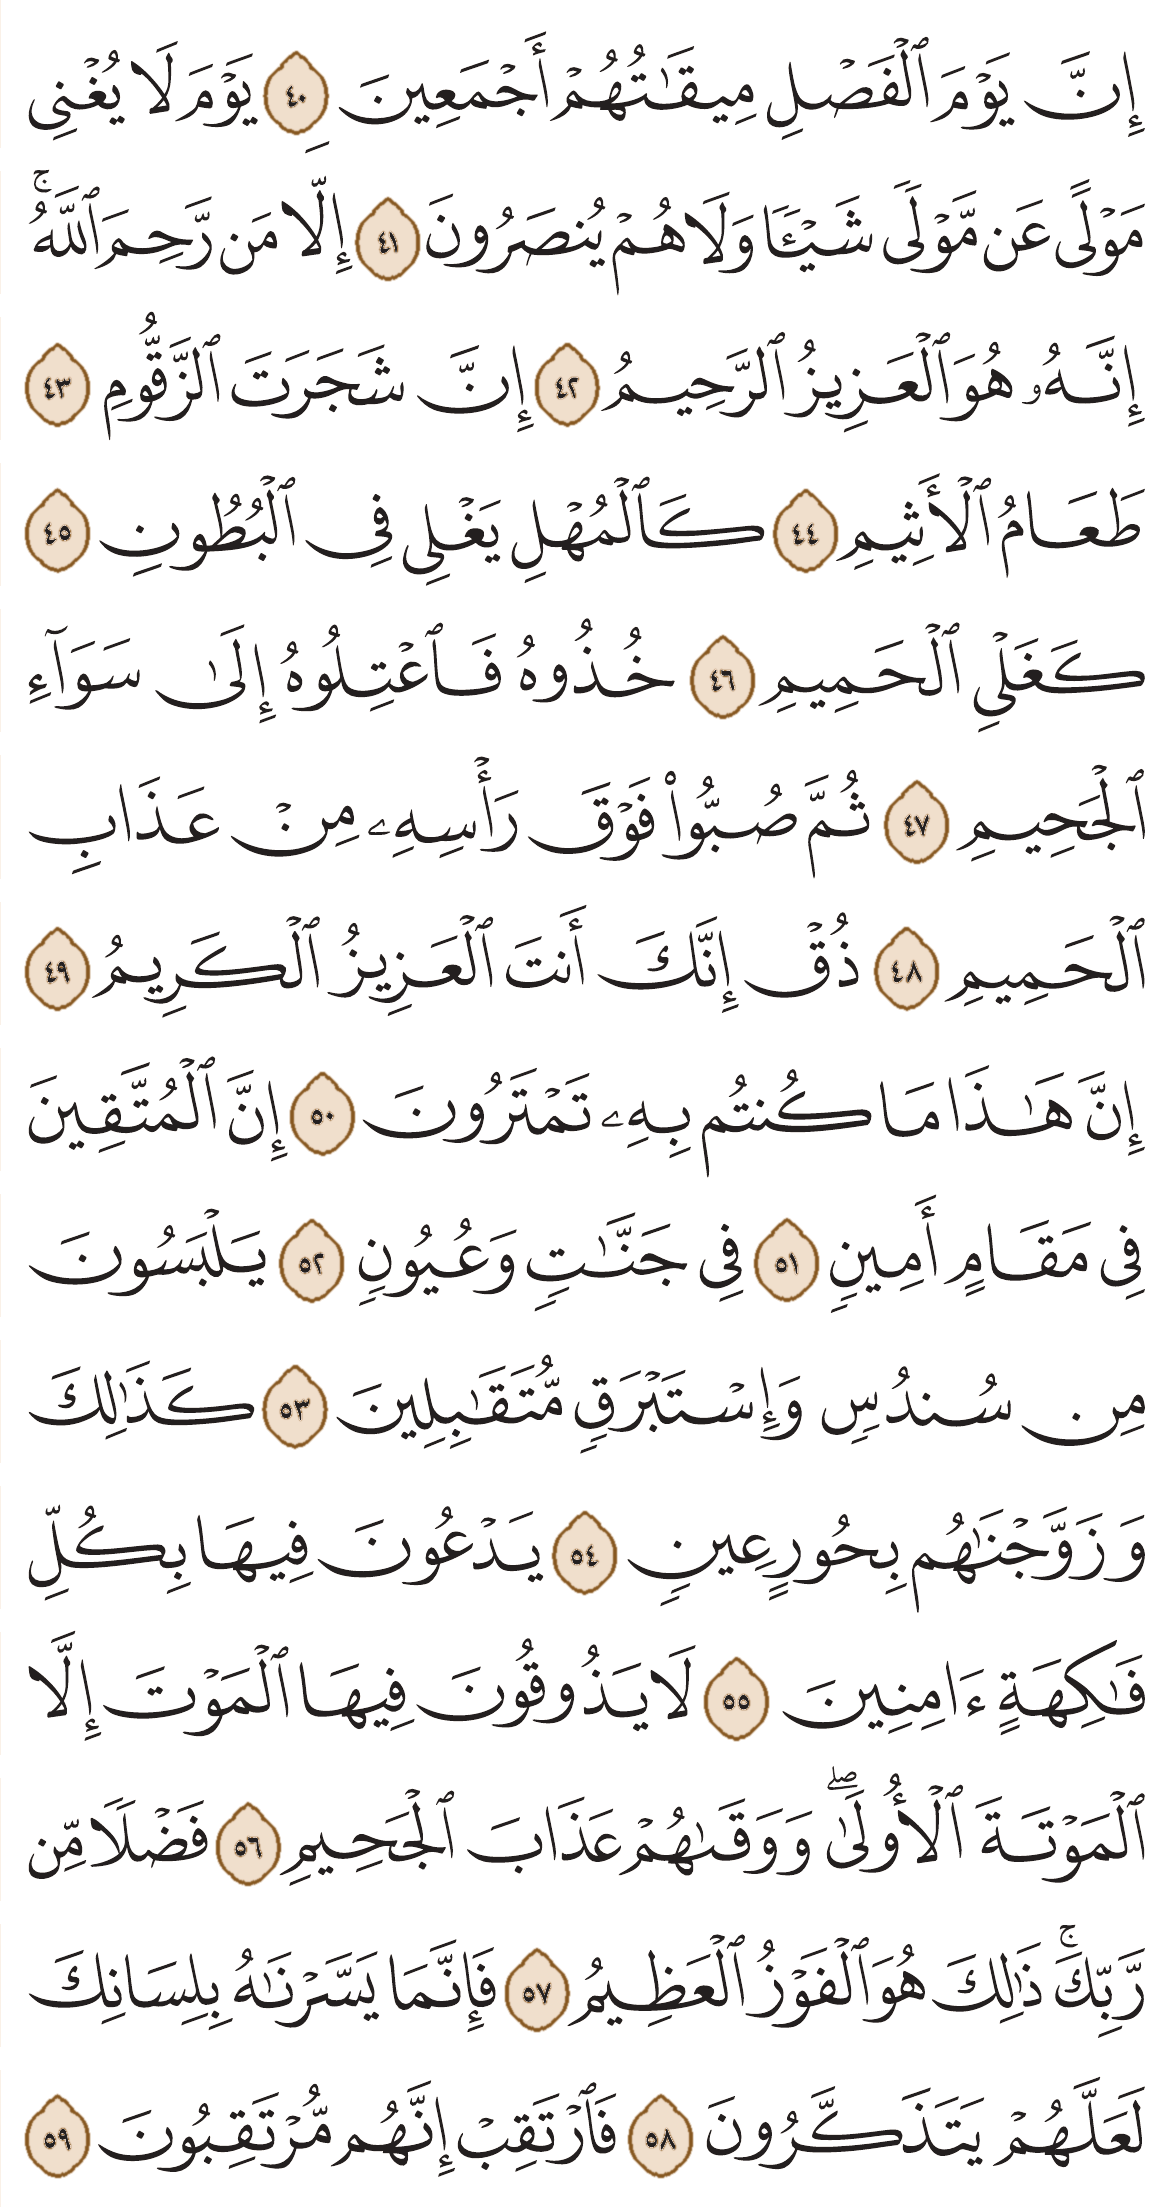 إِنَّ يَوْمَ ٱلْفَصْلِ مِيقَٰتُهُمْ أَجْمَعِينَ ٤٠ يَوْمَ لَا يُغْنِى
مَوْلًى عَن مَّوْلًى شَيْـًٔا وَلَا هُمْ يُنصَرُونَ ٤١ إِلَّا مَن رَّحِمَ ٱللَّهُ ۚ
إِنَّهُۥ هُوَ ٱلْعَزِيزُ ٱلرَّحِيمُ ٤٢ إِنَّ شَجَرَتَ ٱلزَّقُّومِ ٤٣
طَعَامُ ٱلْأَثِيمِ ٤٤ كَٱلْمُهْلِ يَغْلِى فِى ٱلْبُطُونِ ٤٥
كَغَلْىِ ٱلْحَمِيمِ ٤٦ خُذُوهُ فَٱعْتِلُوهُ إِلَىٰ سَوَآءِ
ٱلْجَحِيمِ ٤٧ ثُمَّ صُبُّوا۟ فَوْقَ رَأْسِهِۦ مِنْ عَذَابِ
ٱلْحَمِيمِ ٤٨ ذُقْ إِنَّكَ أَنتَ ٱلْعَزِيزُ ٱلْكَرِيمُ ٤٩
إِنَّ هَٰذَا مَا كُنتُم بِهِۦ تَمْتَرُونَ ٥٠ إِنَّ ٱلْمُتَّقِينَ
فِى مَقَامٍ أَمِينٍ ٥١ فِى جَنَّٰتٍ وَعُيُونٍ ٥٢ يَلْبَسُونَ
مِن سُندُسٍ وَإِسْتَبْرَقٍ مُّتَقَٰبِلِينَ ٥٣ كَذَٰلِكَ
وَزَوَّجْنَٰهُم بِحُورٍ عِينٍ ٥٤ يَدْعُونَ فِيهَا بِكُلِّ
فَٰكِهَةٍ ءَامِنِينَ ٥٥ لَا يَذُوقُونَ فِيهَا ٱلْمَوْتَ إِلَّا
ٱلْمَوْتَةَ ٱلْأُولَىٰ ۖ وَوَقَىٰهُمْ عَذَابَ ٱلْجَحِيمِ ٥٦ فَضْلًا مِّن
رَّبِّكَ ۚ ذَٰلِكَ هُوَ ٱلْفَوْزُ ٱلْعَظِيمُ ٥٧ فَإِنَّمَا يَسَّرْنَٰهُ بِلِسَانِكَ
لَعَلَّهُمْ يَتَذَكَّرُونَ ٥٨ فَٱرْتَقِبْ إِنَّهُم مُّرْتَقِبُونَ ٥٩